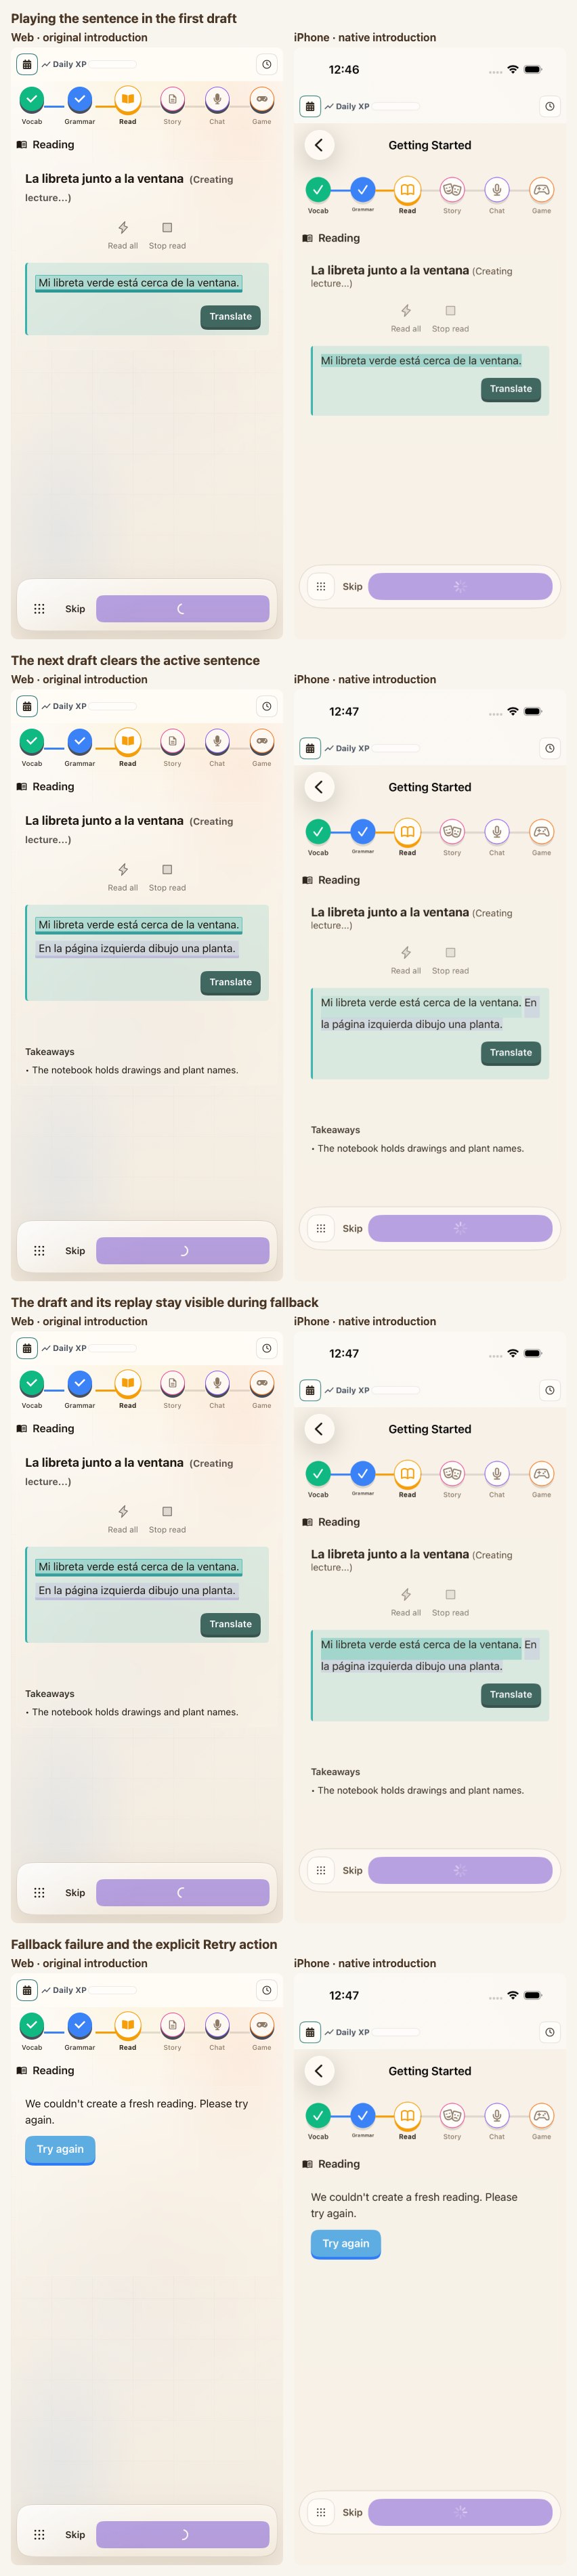 Playing the sentence in the first draft
Web · original introduction
Daily XP
Vocab Grammar Read Story Chat Game
Reading
La libreta junto a la ventana (Creating
lecture...)
Read all Stop read
Mi libreta verde está cerca de la ventana.
Translate
Skip
iPhone · native introduction
12:46
Daily XP
Getting Started
Vocab Grammar Read Story Chat Game
Reading
La libreta junto a la ventana (Creating
lecture...)
Read all Stop read
Mi libreta verde está cerca de la ventana.
Translate
Skip
The next draft clears the active sentence
Web · original introduction
Daily XP
Vocab Grammar Read Story Chat Game
Reading
La libreta junto a la ventana (Creating
lecture...)
Read all Stop read
Mi libreta verde está cerca de la ventana.
En la página izquierda dibujo una planta.
Translate
Takeaways
• The notebook holds drawings and plant names.
Skip
iPhone · native introduction
12:47
Daily XP
Getting Started
Vocab Grammar Read Story Chat Game
Reading
La libreta junto a la ventana (Creating
lecture...)
Read all Stop read
Mi libreta verde está cerca de la ventana. En
la página izquierda dibujo una planta.
Translate
Takeaways
• The notebook holds drawings and plant names.
Skip
The draft and its replay stay visible during fallback
Web · original introduction
Daily XP
Vocab Grammar Read Story Chat Game
Reading
La libreta junto a la ventana (Creating
lecture...)
Read all Stop read
Mi libreta verde está cerca de la ventana.
En la página izquierda dibujo una planta.
Translate
Takeaways
• The notebook holds drawings and plant names.
Skip
iPhone · native introduction
12:47
Daily XP
Getting Started
Vocab Grammar Read Story Chat Game
Reading
La libreta junto a la ventana (Creating
lecture...)
Read all Stop read
Mi libreta verde está cerca de la ventana. En
la página izquierda dibujo una planta.
Translate
Takeaways
• The notebook holds drawings and plant names.
Skip
Fallback failure and the explicit Retry action
Web · original introduction
Daily XP
Vocab Grammar Read Story Chat Game
Reading
We couldn't create a fresh reading. Please try
again.
Try again
Skip
iPhone · native introduction
12:47
Daily XP
Getting Started
Vocab Grammar Read Story Chat Game
Reading
We couldn't create a fresh reading. Please
try again.
Try again
Skip